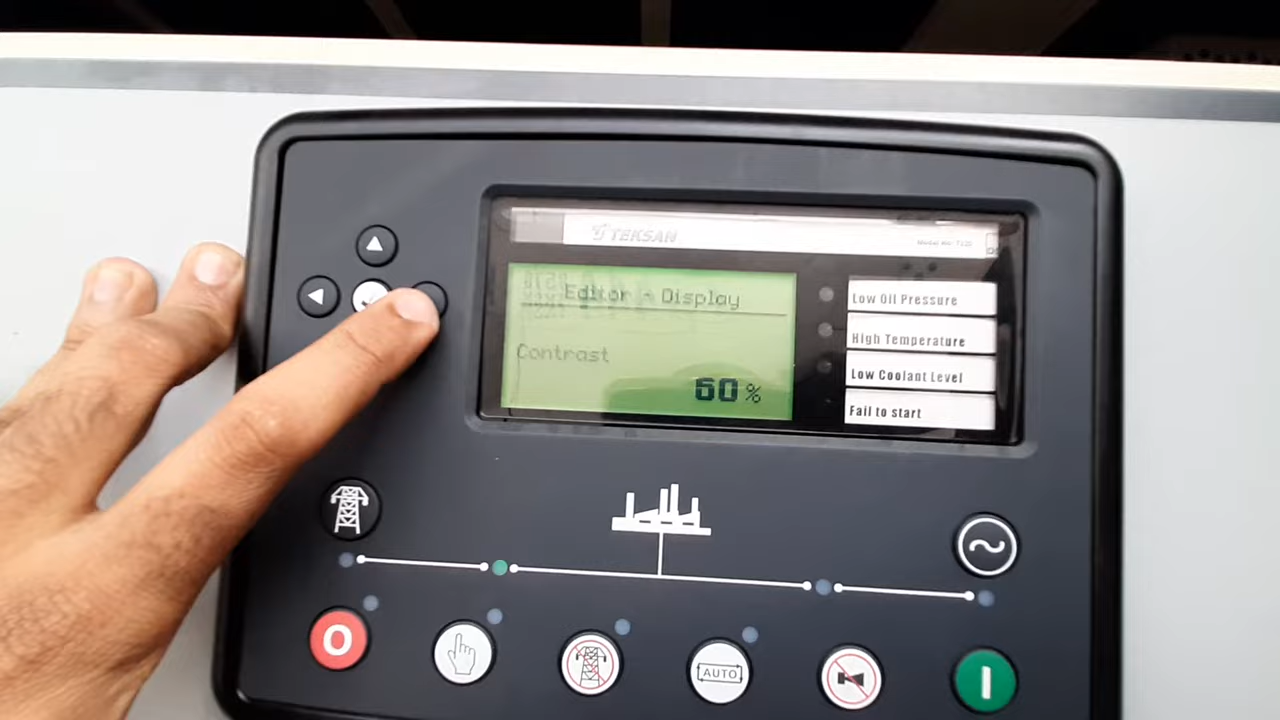 TEKSAN
Editor - Display
Contrast
60 %
Low Oil Pressure
High Temperature
Low Coolant Level
Fail to start
O
AUTO
I